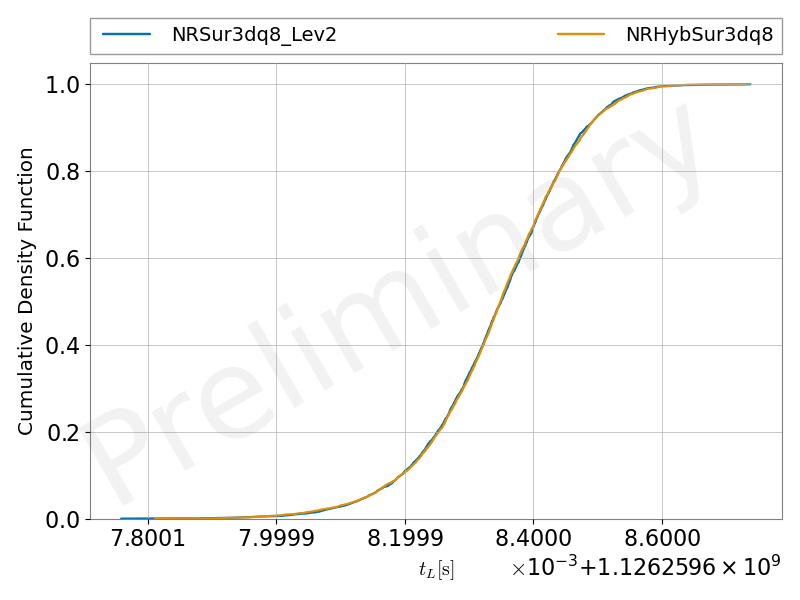 NRSur3dq8_Lev2 NRHybSur3dq8
1.0
0.8
0.6
0.4
0.2
0.0
Cumulative Density Function
Preliminary
7.8001 7.9999 8.1999 8.4000 8.6000
t_L[s] ×10⁻³+1.1262596 × 10⁹